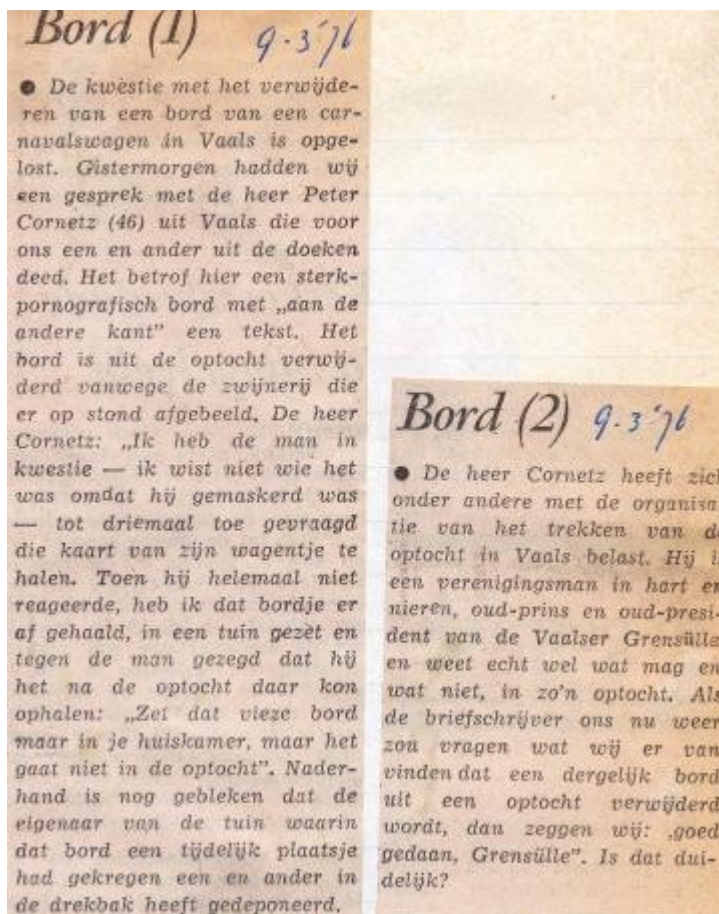 Bord (1) 9-3-'76
● De kwèstie met het verwijde-
ren van een bord van een car-
navalswagen in Vaals is opge-
lost. Gistermorgen hadden wij
een gesprek met de heer Peter
Cornetz (46) uit Vaals die voor
ons een en ander uit de doeken
deed. Het betrof hier een sterk-
pornografisch bord met „aan de
andere kant” een tekst. Het
bord is uit de optocht verwij-
derd vanwege de zwijnerij die
er op stond afgebeeld. De heer
Cornetz: „Ik heb de man in
kwestie — ik wist niet wie het
was omdat hij gemaskerd was
— tot driemaal toe gevraagd
die kaart van zijn wagentje te
halen. Toen hij helemaal niet
reageerde, heb ik dat bordje er
af gehaald, in een tuin gezet en
tegen de man gezegd dat hij
het na de optocht daar kon
ophalen: „Zet dat vieze bord
maar in je huiskamer, maar het
gaat niet in de optocht”. Nader-
hand is nog gebleken dat de
eigenaar van de tuin waarin
dat bord een tijdelijk plaatsje
had gekregen een en ander in
de drekbak heeft gedeponeerd.
Bord (2) 9-3-'76
● De heer Cornetz heeft zich
onder andere met de organisa
tie van het trekken van de
optocht in Vaals belast. Hij i
een verenigingsman in hart en
nieren, oud-prins en oud-presi-
dent van de Vaalser Grensülle
en weet echt wel wat mag en
wat niet, in zo'n optocht. Als
de briefschrijver ons nu weer
zou vragen wat wij er van
vinden dat een dergelijk bord
uit een optocht verwijderd
wordt, dan zeggen wij: „goed
gedaan, Grensülle”. Is dat dui-
delijk?